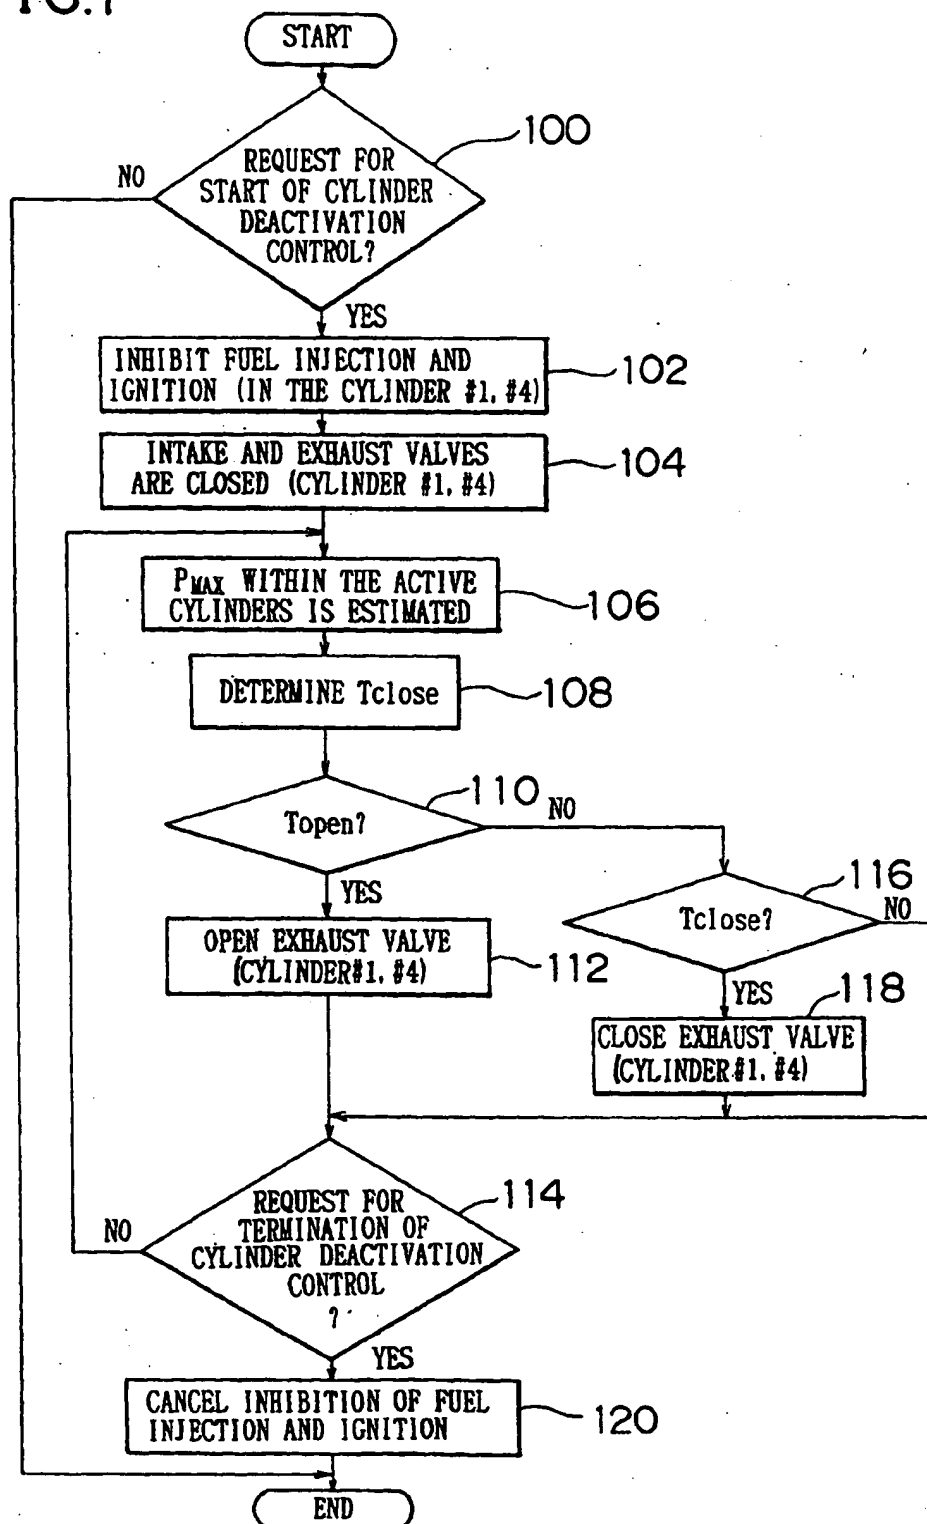 START
100
REQUEST FOR
START OF CYLINDER
DEACTIVATION
CONTROL?
NO
YES
INHIBIT FUEL INJECTION AND
IGNITION (IN THE CYLINDER #1, #4)
102
INTAKE AND EXHAUST VALVES
ARE CLOSED (CYLINDER #1, #4)
104
PMAX WITHIN THE ACTIVE
CYLINDERS IS ESTIMATED
106
DETERMINE Tclose
108
110
Topen?
NO
YES
116
Tclose?
NO
OPEN EXHAUST VALVE
(CYLINDER#1, #4)
112
YES
118
CLOSE EXHAUST VALVE
(CYLINDER#1, #4)
114
REQUEST FOR
TERMINATION OF
CYLINDER DEACTIVATION
CONTROL
?
NO
YES
CANCEL INHIBITION OF FUEL
INJECTION AND IGNITION
120
END